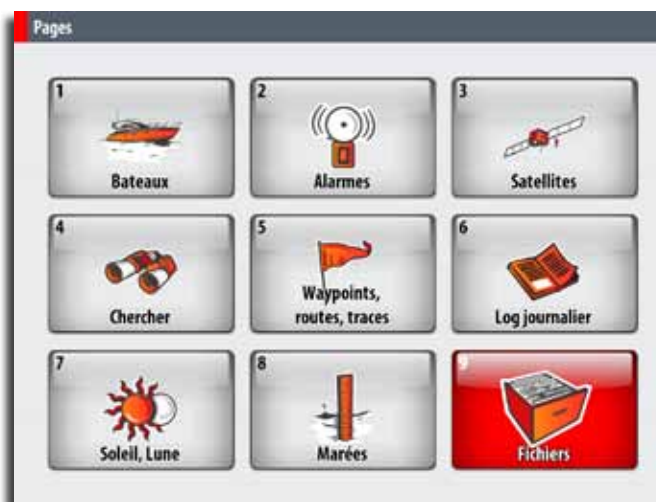 Pages
1
Bateaux
2
Alarmes
3
Satellites
4
Chercher
5
Waypoints,
routes, traces
6
Log journalier
7
Soleil, Lune
8
Marées
9
Fichiers